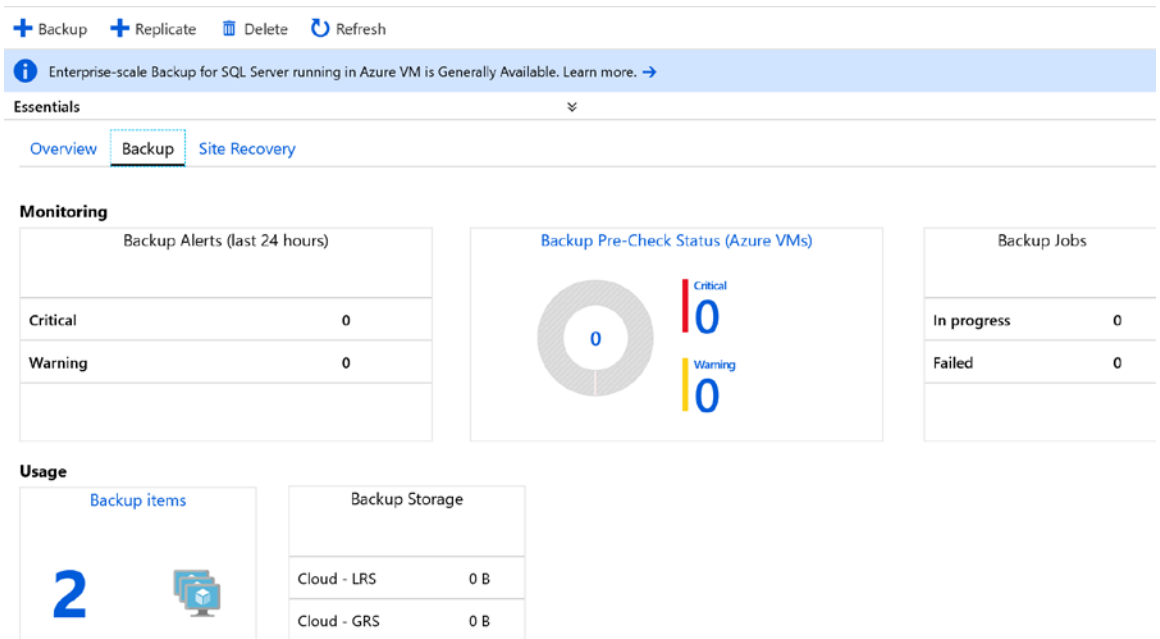 Backup Replicate Delete Refresh
Enterprise-scale Backup for SQL Server running in Azure VM is Generally Available. Learn more.
Essentials
Overview Backup Site Recovery
Monitoring
Backup Alerts (last 24 hours)
Critical 0
Warning 0
Backup Pre-Check Status (Azure VMs)
0
Critical
0
Warning
0
Backup Jobs
In progress 0
Failed 0
Usage
Backup items
2
Backup Storage
Cloud - LRS 0 B
Cloud - GRS 0 B